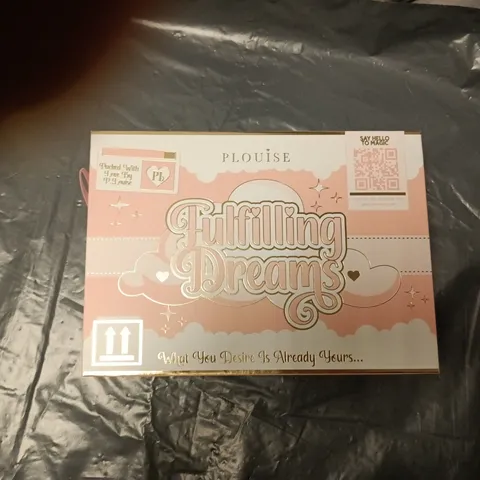 PLOUISE
SAY HELLO
TO MAGIC
Packed With
Love By
P.Louise
PL
Fulfilling
Dreams
What You Desire Is Already Yours...